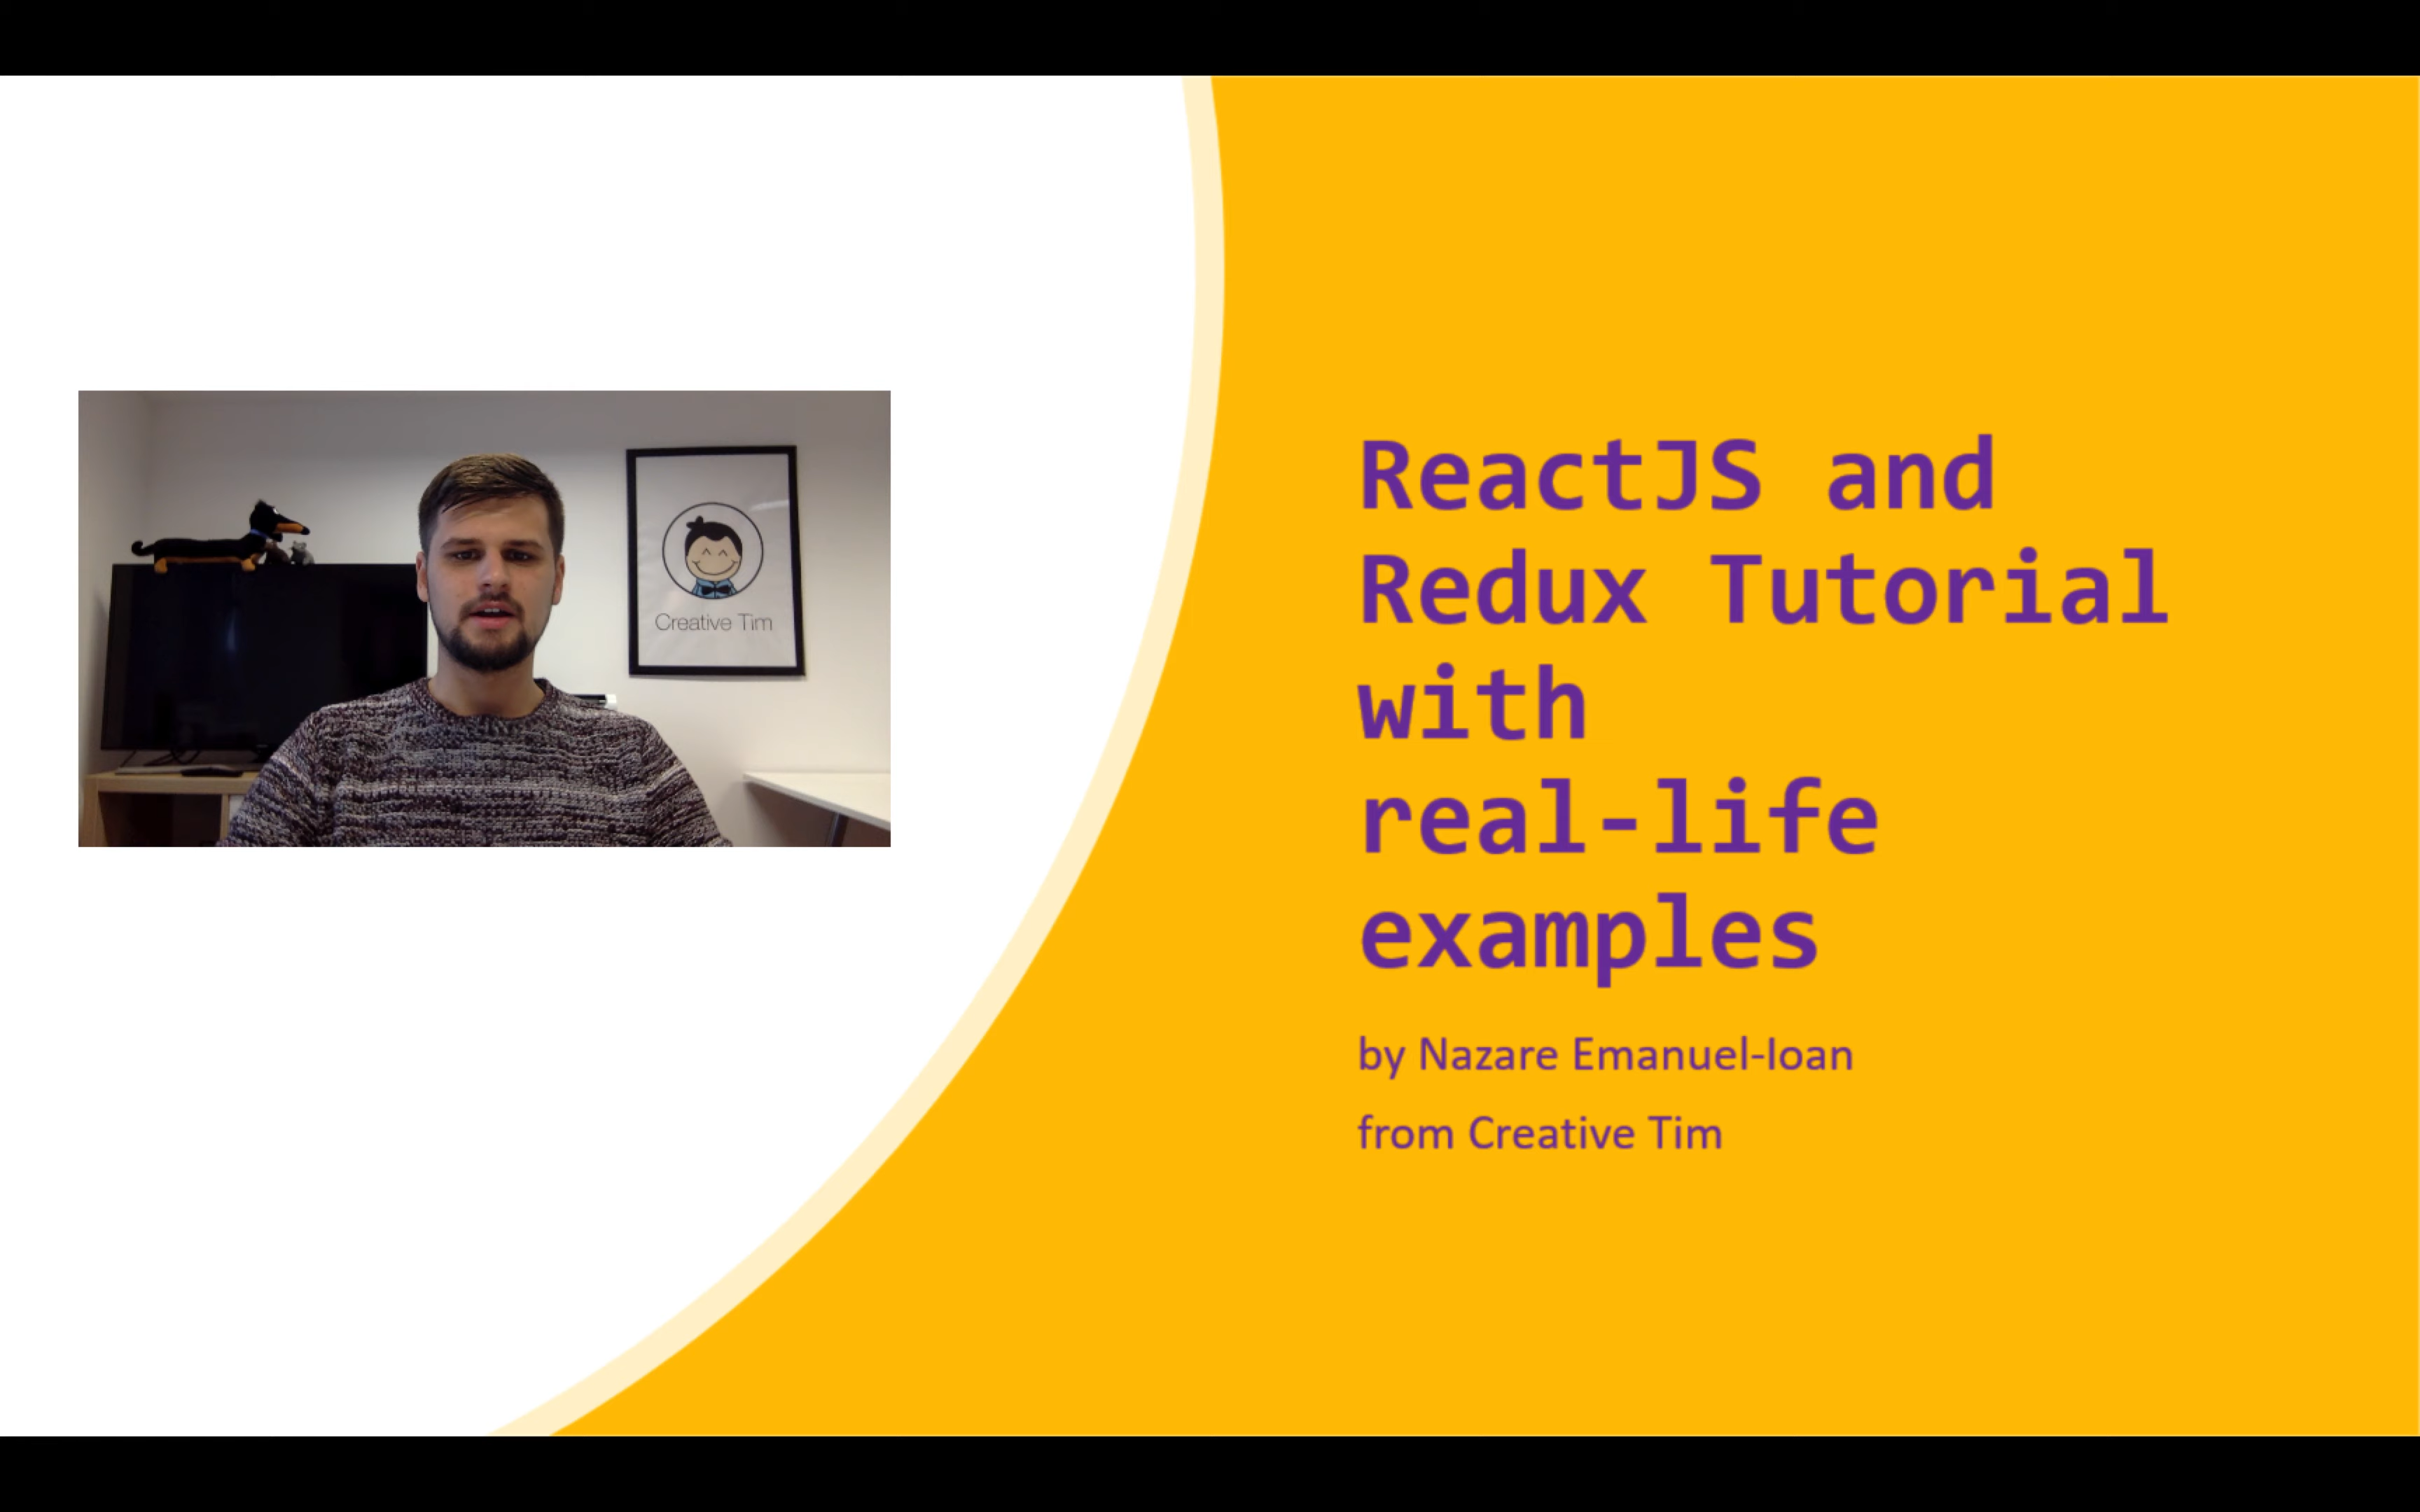 Creative Tim
ReactJS and
Redux Tutorial
with
real-life
examples
by Nazare Emanuel-Ioan
from Creative Tim